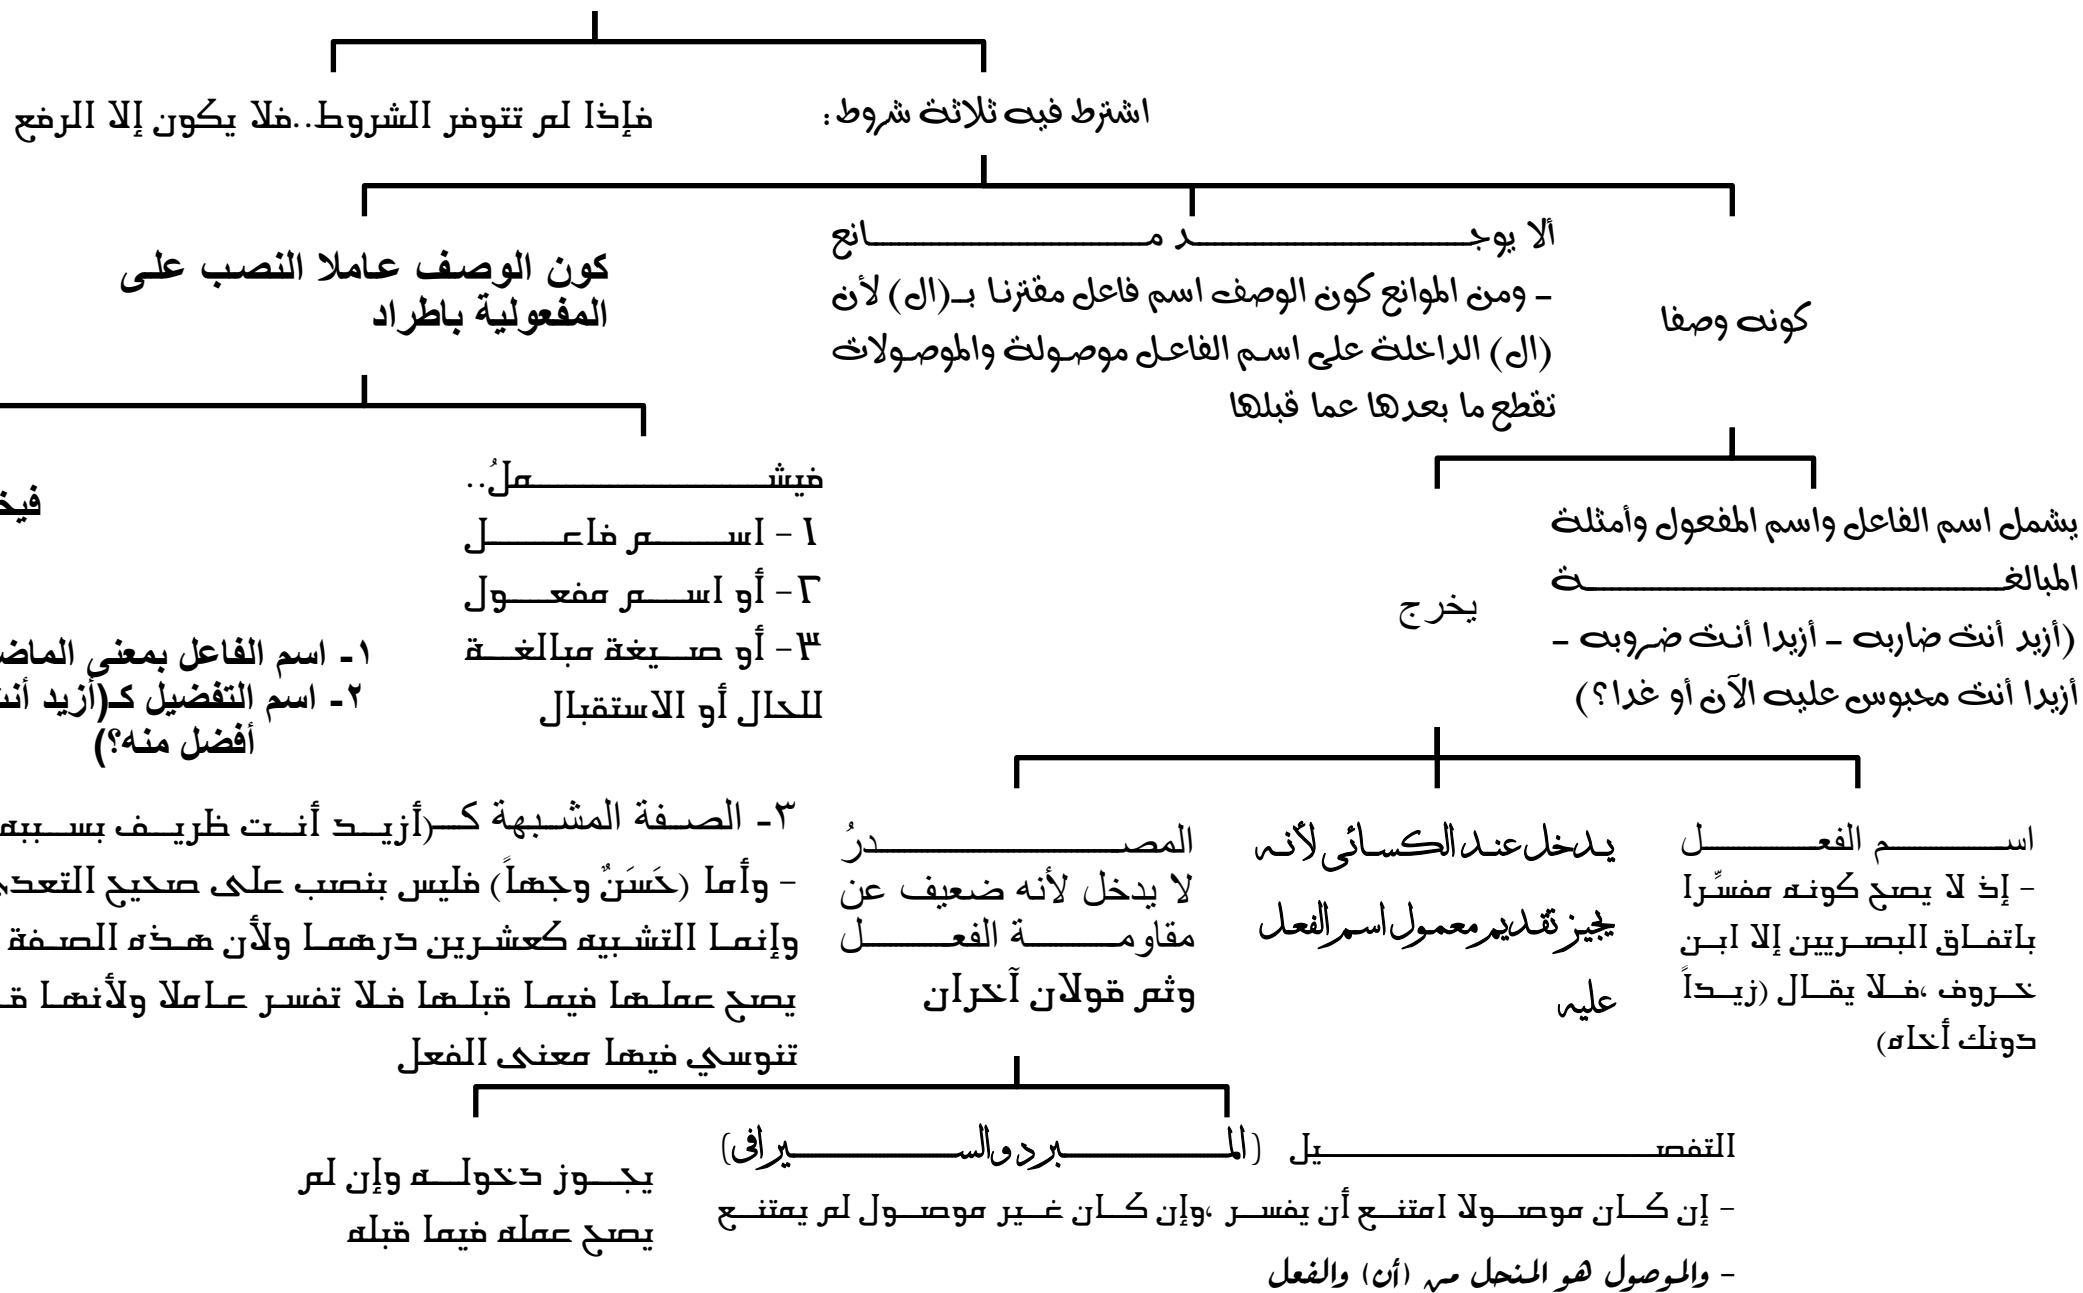 اشترط فيه ثلاثة شروط:
فإذا لم تتوفر الشروط..فلا يكون إلا الرفع
كونه وصفا
ألا يوجد مانع
- ومن الموانع كون الوصف اسم فاعل مقترنا بـ(ال) لأن
(ال) الداخلة على اسم الفاعل موصولة والموصولات
تقطع ما بعدها عما قبلها
كون الوصف عاملا النصب على
المفعولية باطراد
يشمل اسم الفاعل واسم المفعول وأمثلة
المبالغة
(أزيد أنت ضاربه - أزيدا أنت ضروبه -
أزيدا أنت محبوس عليه الآن أو غدا؟)
يخرج
فيشملُ..
١- اسم فاعل
٢- أو اسم مفعول
٣- أو صيغة مبالغة
للحال أو الاستقبال
١- اسم الفاعل بمعنى
٢- اسم التفضيل كـ(أزيد
أفضل منه؟)
٣- الصفة المشبهة كـ(أزيد أنت ظريف بسببه
- وأما (حَسَنٌ وجهاً) فليس بنصب على صحيح
وإنما التشبيه كعشرين درهما ولأن هذه الصفة
يصح عملها فيما قبلها فلا تفسر عاملا ولأنها
تنوسي فيها معنى الفعل
اسم الفعل
- إذ لا يصح كونه مفسِّرا
باتفاق البصريين إلا ابن
خروف ،فلا يقال (زيداً
دونك أخاه)
يدخل عند الكسائي لأنه
يجيز تقديم معمول اسم الفعل
عليه
المصدرُ
لا يدخل لأنه ضعيف عن
مقاومة الفعل
وثم قولان آخران
التفصيل (المبرد والسيرافي)
- إن كان موصولا امتنع أن يفسر ،وإن كان غير موصول لم يمتنع
- والموصول هو المنحل من (أن) والفعل
يجوز دخوله وإن لم
يصح عمله فيما قبله